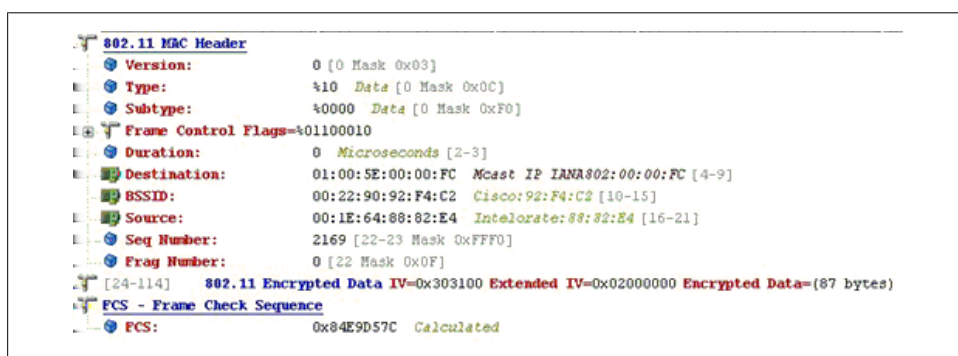 802.11 MAC Header
Version: 0 [0 Mask 0x03]
Type: %10 Data [0 Mask 0x0C]
Subtype: %0000 Data [0 Mask 0xF0]
Frame Control Flags=%01100010
Duration: 0 Microseconds [2-3]
Destination: 01:00:5E:00:00:FC Mcast IP IANA802:00:00:FC [4-9]
BSSID: 00:22:90:92:F4:C2 Cisco:92:F4:C2 [10-15]
Source: 00:1E:64:88:82:E4 Intelorate:88:82:E4 [16-21]
Seq Number: 2169 [22-23 Mask 0xFFF0]
Frag Number: 0 [22 Mask 0x0F]
[24-114] 802.11 Encrypted Data IV=0x303100 Extended IV=0x02000000 Encrypted Data=(87 bytes)
FCS - Frame Check Sequence
FCS: 0x84E9D57C Calculated